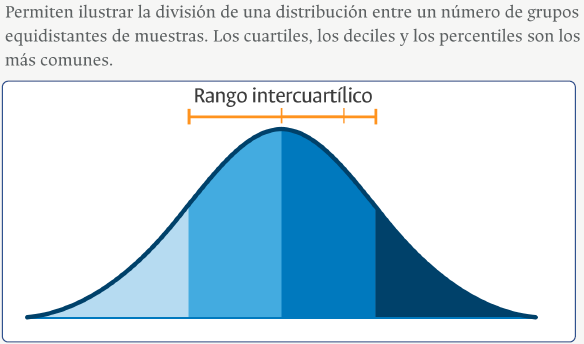 Permiten ilustrar la división de una distribución entre un número de grupos
equidistantes de muestras. Los cuartiles, los deciles y los percentiles son los
más comunes.
Rango intercuartílico